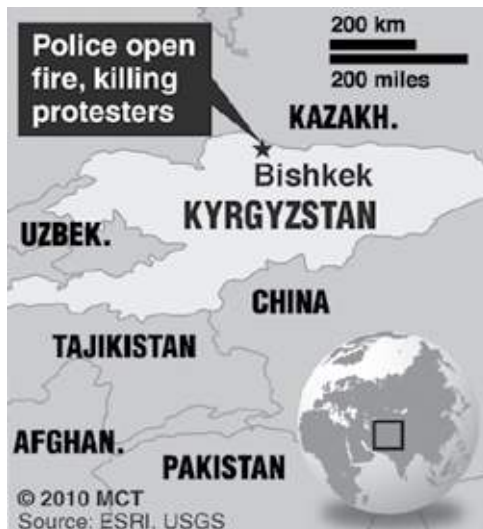 Police open
fire, killing
protesters
200 km
200 miles
KAZAKH.
Bishkek
KYRGYZSTAN
UZBEK.
CHINA
TAJIKISTAN
AFGHAN.
PAKISTAN
© 2010 MCT
Source: ESRI, USGS